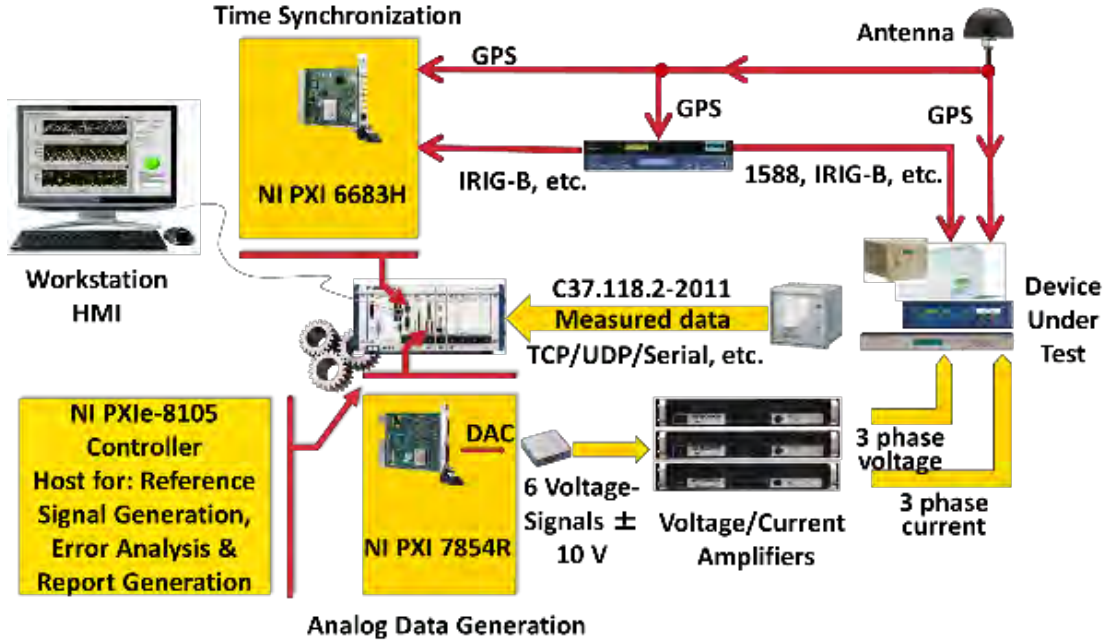 Time Synchronization
Antenna
GPS
GPS
GPS
IRIG-B, etc.
1588, IRIG-B, etc.
NI PXI 6683H
Workstation
HMI
C37.118.2-2011
Measured data
TCP/UDP/Serial, etc.
Device
Under
Test
NI PXIe-8105
Controller
Host for: Reference
Signal Generation,
Error Analysis &
Report Generation
DAC
NI PXI 7854R
6 Voltage-
Signals ±
10 V
Voltage/Current
Amplifiers
3 phase
voltage
3 phase
current
Analog Data Generation